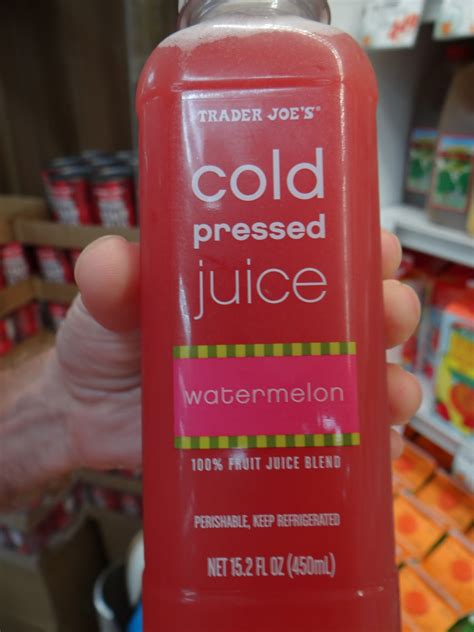 TRADER JOE'S®
cold
pressed
juice
watermelon
100% FRUIT JUICE BLEND
PERISHABLE, KEEP REFRIGERATED
NET 15.2 FL OZ (450mL)